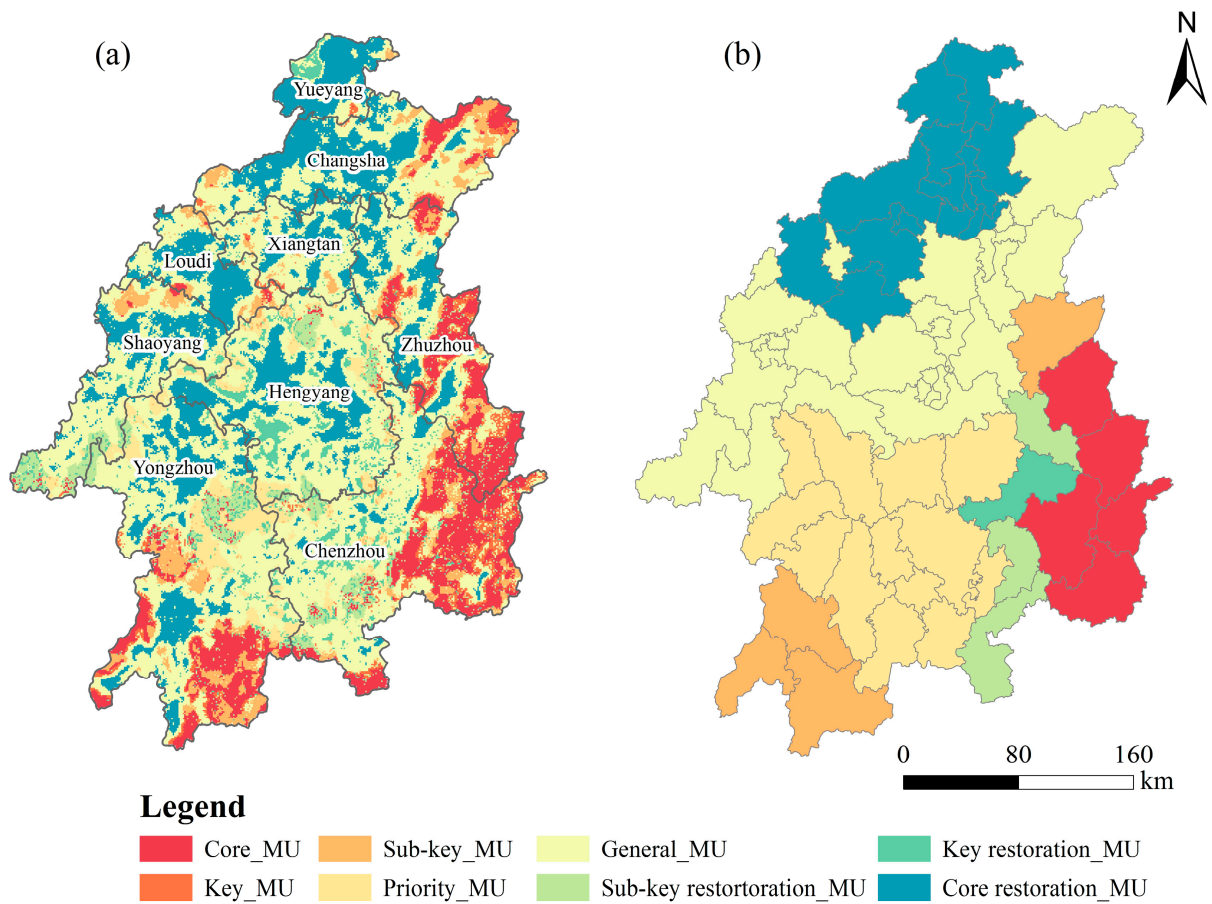 (a)
(b)
N
Yueyang
Changsha
Xiangtan
Loudi
Shaoyang
Zhuzhou
Hengyang
Yongzhou
Chenzhou
0 80 160
km
Legend
Core_MU Sub-key_MU General_MU Key restoration_MU
Key_MU Priority_MU Sub-key restortoration_MU Core restoration_MU